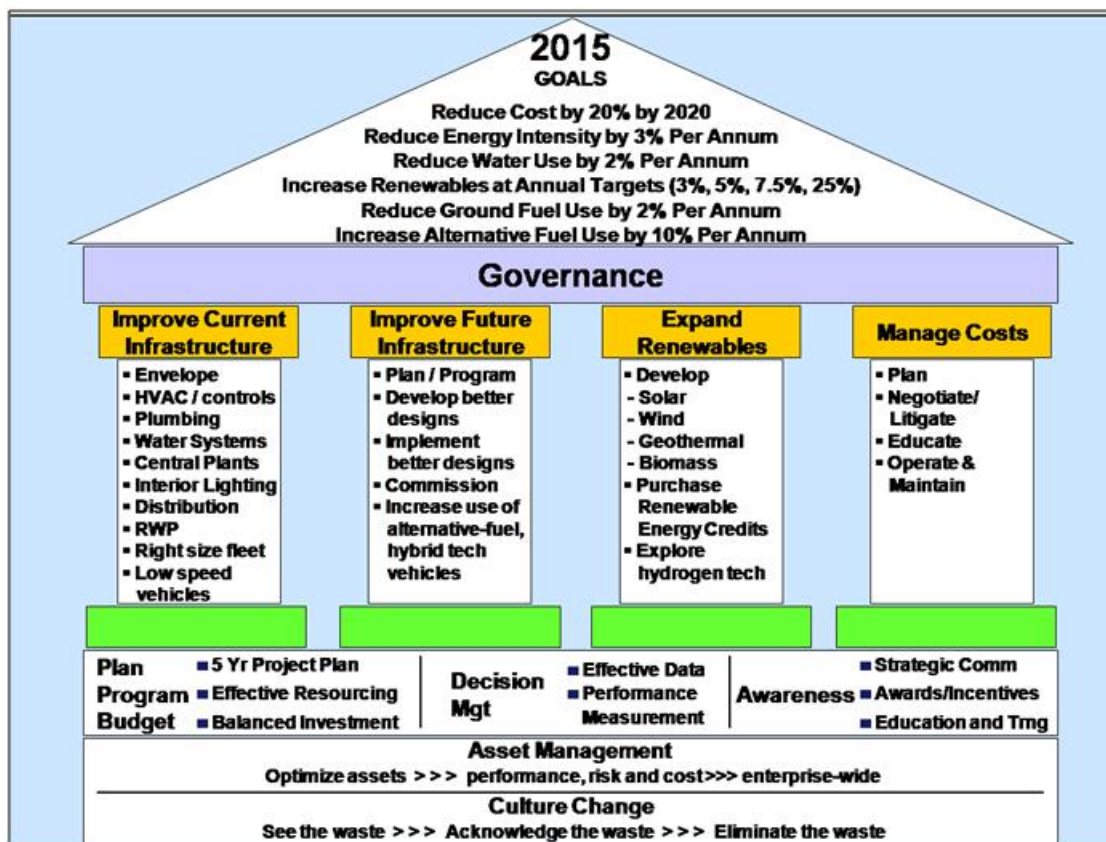 2015
GOALS
Reduce Cost by 20% by 2020
Reduce Energy Intensity by 3% Per Annum
Reduce Water Use by 2% Per Annum
Increase Renewables at Annual Targets (3%, 5%, 7.5%, 25%)
Reduce Ground Fuel Use by 2% Per Annum
Increase Alternative Fuel Use by 10% Per Annum
Governance
Improve Current
Infrastructure
▪ Envelope
▪ HVAC / controls
▪ Plumbing
▪ Water Systems
▪ Central Plants
▪ Interior Lighting
▪ Distribution
▪ RWP
▪ Right size fleet
▪ Low speed
vehicles
Improve Future
Infrastructure
▪ Plan / Program
▪ Develop better
designs
▪ Implement
better designs
▪ Commission
▪ Increase use of
alternative-fuel,
hybrid tech
vehicles
Expand
Renewables
▪ Develop
- Solar
- Wind
- Geothermal
- Biomass
▪ Purchase
Renewable
Energy Credits
▪ Explore
hydrogen tech
Manage Costs
▪ Plan
▪ Negotiate/
Litigate
▪ Educate
▪ Operate &
Maintain
Plan
Program
Budget
▪ 5 Yr Project Plan
▪ Effective Resourcing
▪ Balanced Investment
Decision
Mgt
▪ Effective Data
▪ Performance
Measurement
Awareness
▪ Strategic Comm
▪ Awards/Incentives
▪ Education and Trng
Asset Management
Optimize assets > > > performance, risk and cost >>> enterprise-wide
Culture Change
See the waste > > > Acknowledge the waste > > > Eliminate the waste